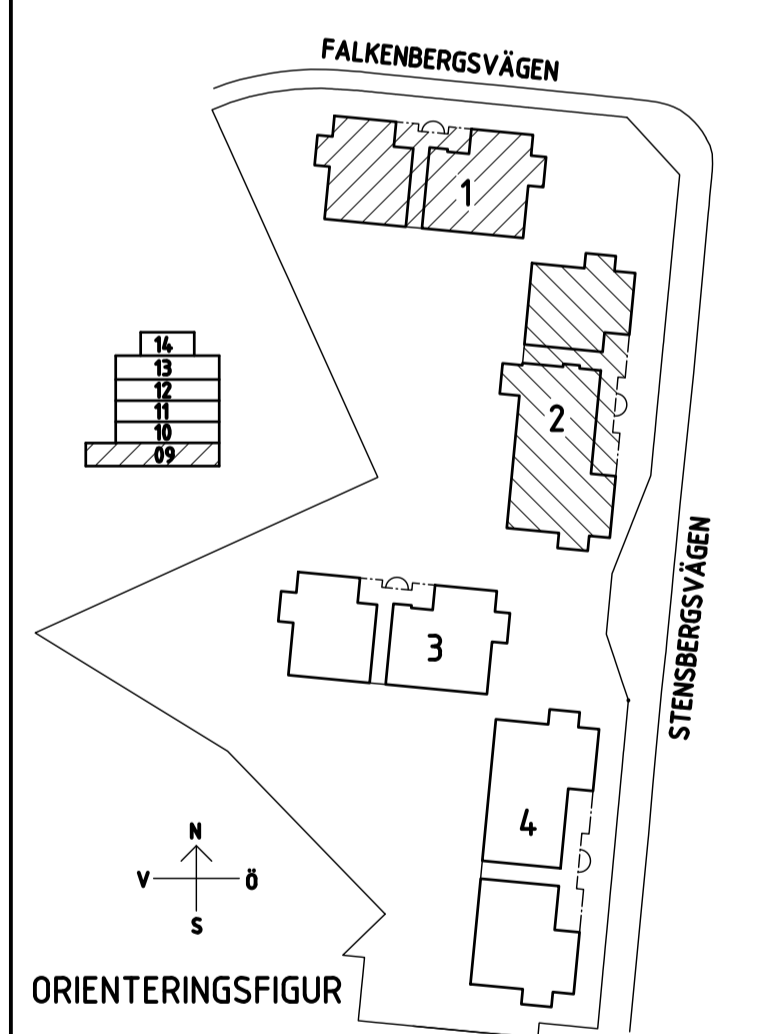 FALKENBERGSVÄGEN
1
14
13
12
11
10
09
2
STENSBERGSVÄGEN
3
4
N
V Ö
S
ORIENTERINGSFIGUR